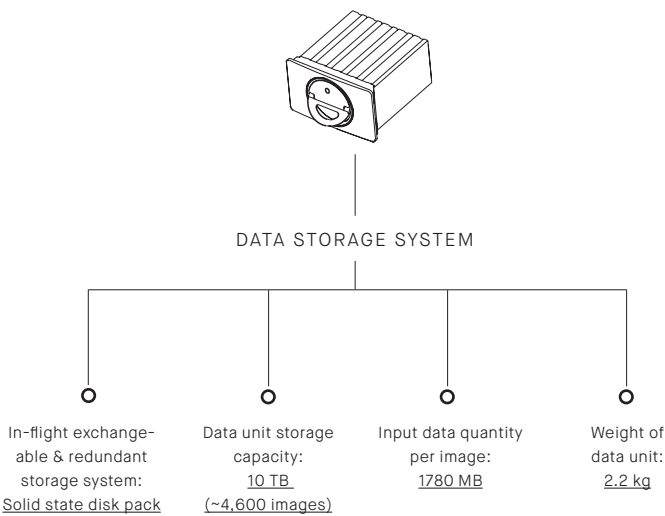 DATA STORAGE SYSTEM
In-flight exchange-
able & redundant
storage system:
Solid state disk pack
Data unit storage
capacity:
10 TB
(~4,600 images)
Input data quantity
per image:
1780 MB
Weight of
data unit:
2.2 kg